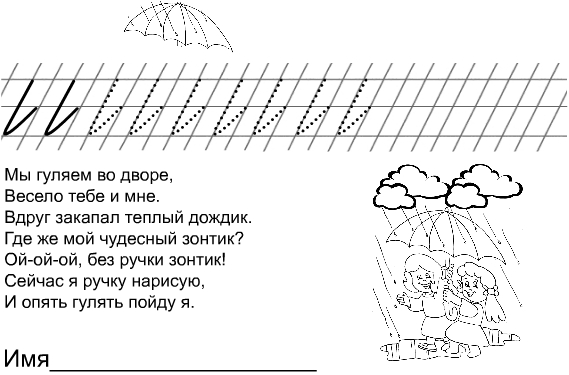 Мы гуляем во дворе,
Весело тебе и мне.
Вдруг закапал теплый дождик.
Где же мой чудесный зонтик?
Ой-ой-ой, без ручки зонтик!
Сейчас я ручку нарисую,
И опять гулять пойду я.
Имя